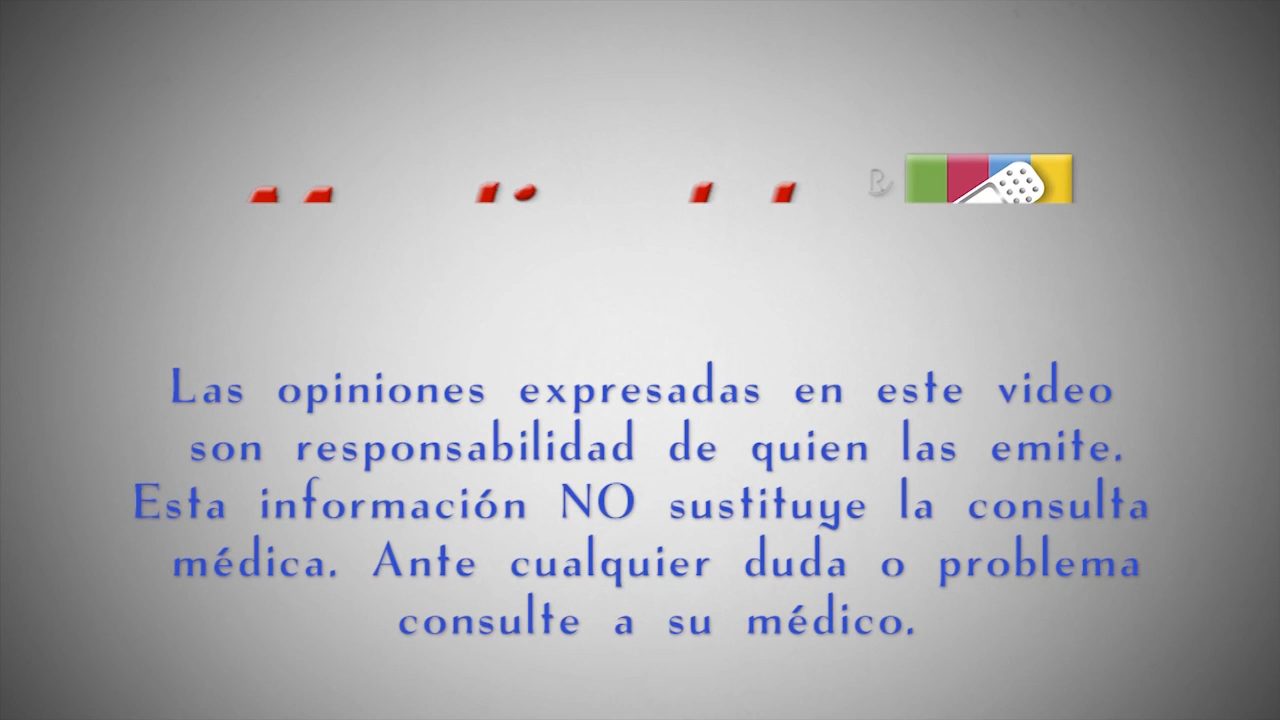 Las opiniones expresadas en este video
son responsabilidad de quien las emite.
Esta información NO sustituye la consulta
médica. Ante cualquier duda o problema
consulte a su médico.